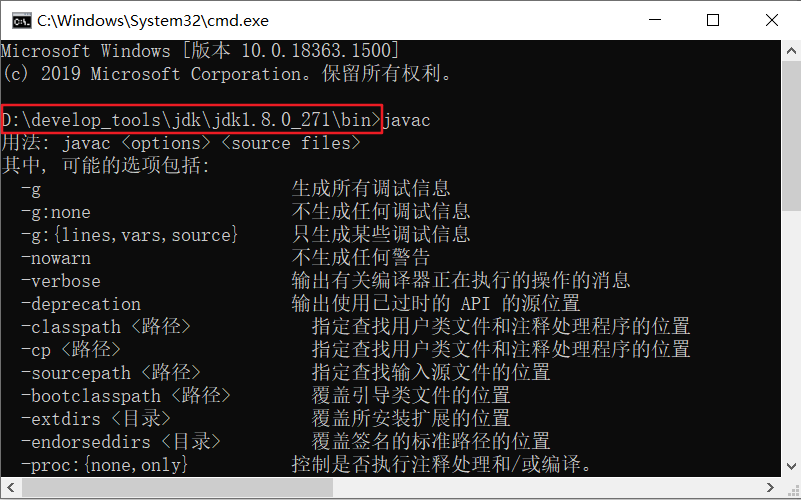 C:\Windows\System32\cmd.exe
Microsoft Windows [版本 10.0.18363.1500]
(c) 2019 Microsoft Corporation。保留所有权利。
D:\develop_tools\jdk\jdk1.8.0_271\bin>javac
用法: javac <options> <source files>
其中, 可能的选项包括:
-g 生成所有调试信息
-g:none 不生成任何调试信息
-g:{lines,vars,source} 只生成某些调试信息
-nowarn 不生成任何警告
-verbose 输出有关编译器正在执行的操作的消息
-deprecation 输出使用已过时的 API 的源位置
-classpath <路径> 指定查找用户类文件和注释处理程序的位置
-cp <路径> 指定查找用户类文件和注释处理程序的位置
-sourcepath <路径> 指定查找输入源文件的位置
-bootclasspath <路径> 覆盖引导类文件的位置
-extdirs <目录> 覆盖所安装扩展的位置
-endorseddirs <目录> 覆盖签名的标准路径的位置
-proc:{none,only} 控制是否执行注释处理和/或编译。